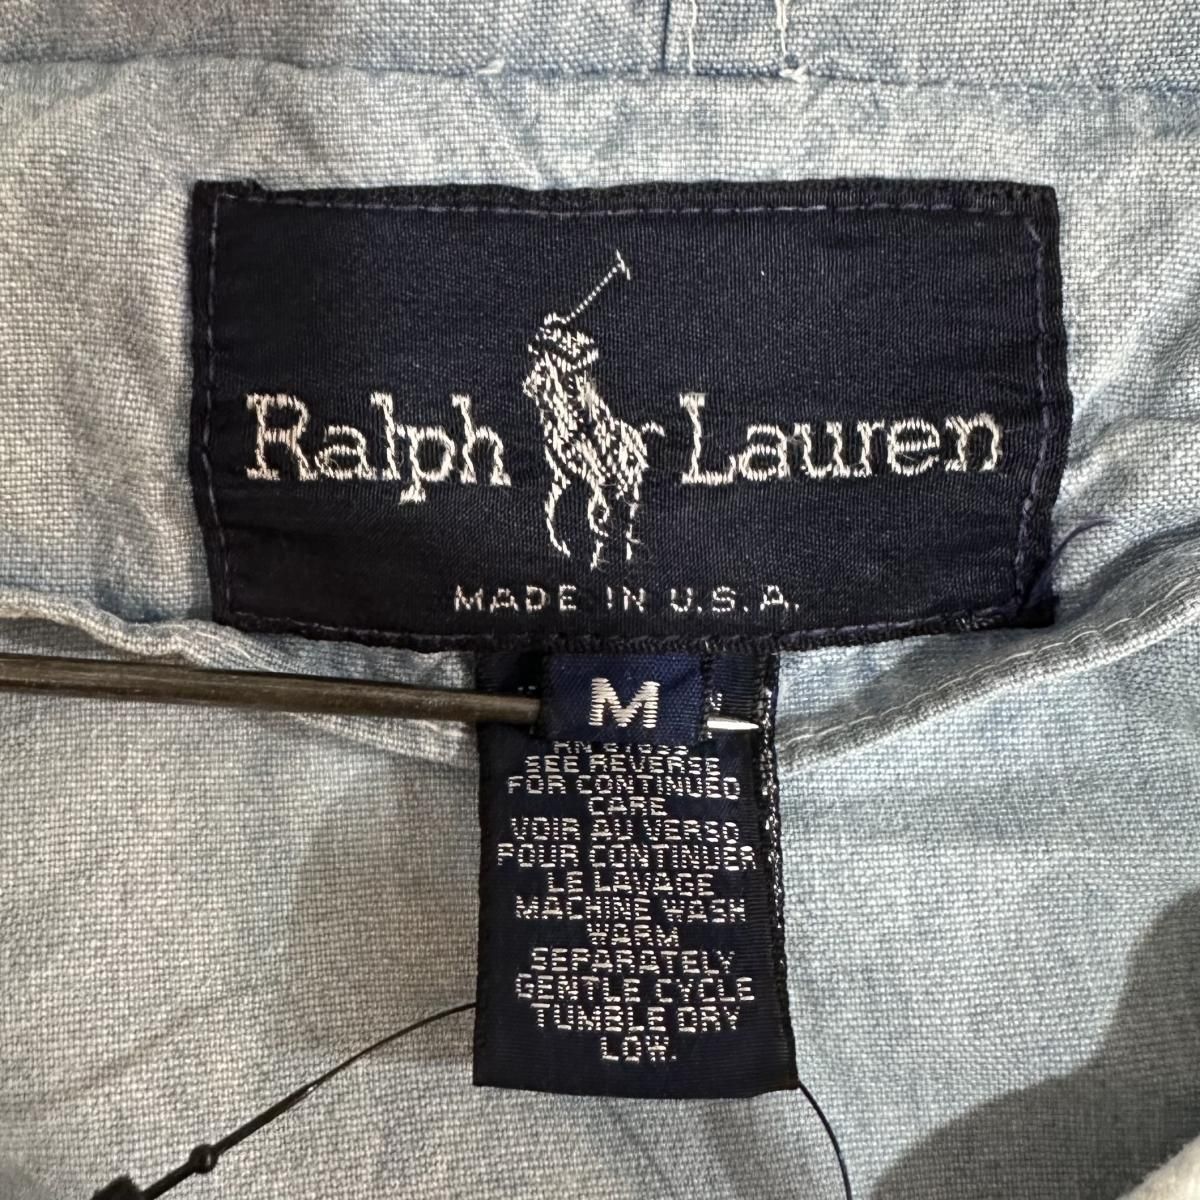 Ralph Lauren
MADE IN U.S.A.
M
SEE REVERSE
FOR CONTINUED
CARE
VOIR AU VERSO
POUR CONTINUER
LE LAVAGE
MACHINE WASH
WARM
SEPARATELY
GENTLE CYCLE
TUMBLE DRY
LOW.